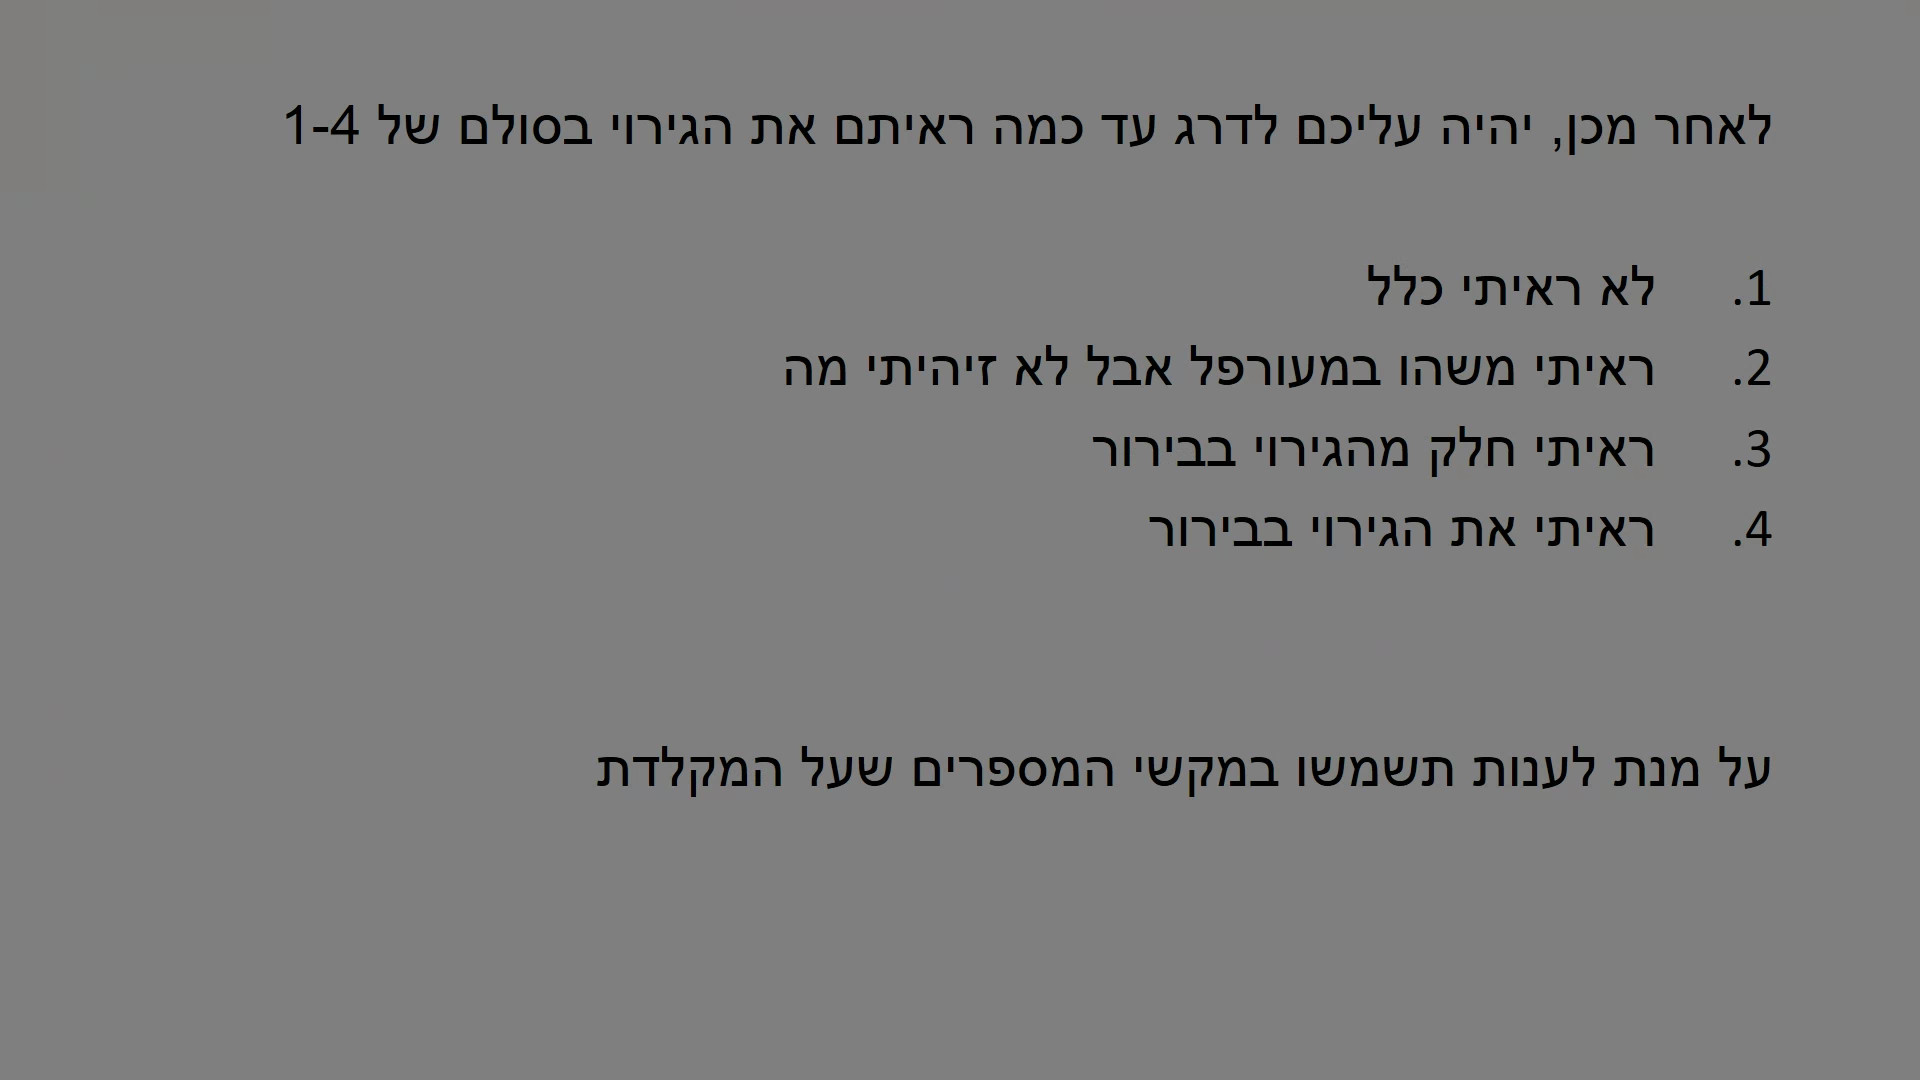 לאחר מכן, יהיה עליכם לדרג עד כמה ראיתם את הגירוי בסולם של 1-4
1. לא ראיתי כלל
2. ראיתי משהו במעורפל אבל לא זיהיתי מה
3. ראיתי חלק מהגירוי בבירור
4. ראיתי את הגירוי בבירור
על מנת לענות תשמשו במקשי המספרים שעל המקלדת